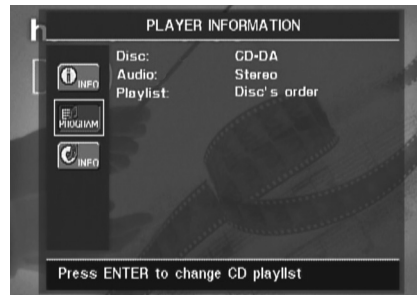 PLAYER INFORMATION
Disc: CD-DA
Audio: Stereo
Playlist: Disc's order
INFO
PROGRAM
INFO
Press ENTER to change CD playlist